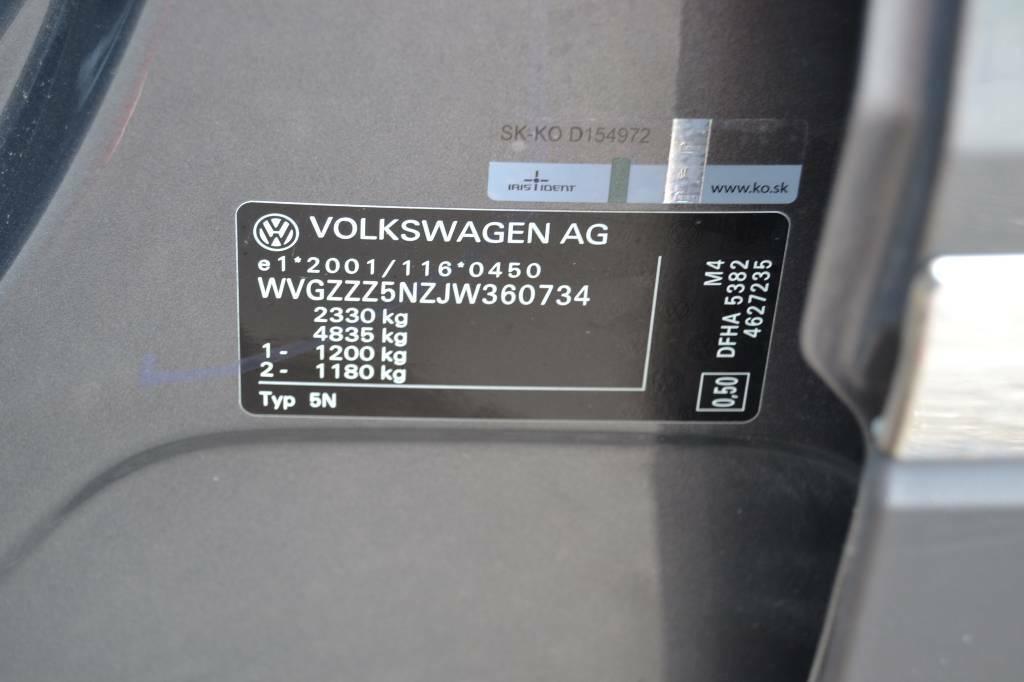 SK-KO D154972
IRIS IDENT
www.ko.sk
VOLKSWAGEN AG
e1*2001/116*0450
WVGZZZ5NZJW360734
2330 kg
4835 kg
1- 1200 kg
2- 1180 kg
Typ 5N
M4
DFHA 5382
4627235
0,50